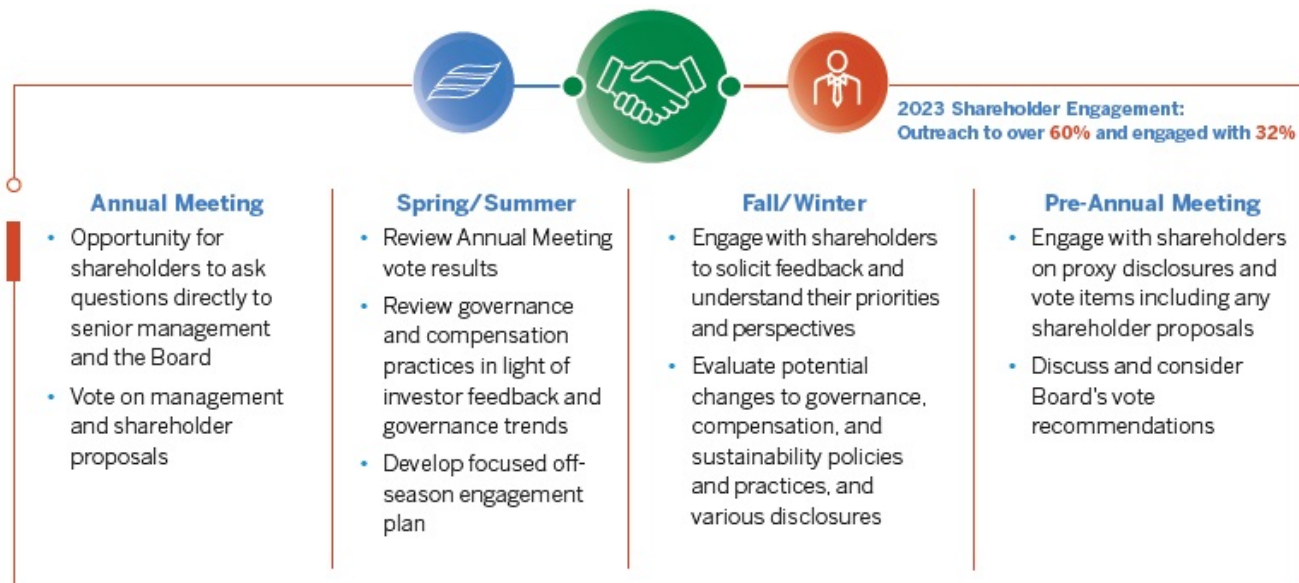 2023 Shareholder Engagement:
Outreach to over 60% and engaged with 32%
Annual Meeting
• Opportunity for
shareholders to ask
questions directly to
senior management
and the Board
• Vote on management
and shareholder
proposals
Spring/Summer
• Review Annual Meeting
vote results
• Review governance
and compensation
practices in light of
investor feedback and
governance trends
• Develop focused off-
season engagement
plan
Fall/Winter
• Engage with shareholders
to solicit feedback and
understand their priorities
and perspectives
• Evaluate potential
changes to governance,
compensation, and
sustainability policies
and practices, and
various disclosures
Pre-Annual Meeting
• Engage with shareholders
on proxy disclosures and
vote items including any
shareholder proposals
• Discuss and consider
Board's vote
recommendations